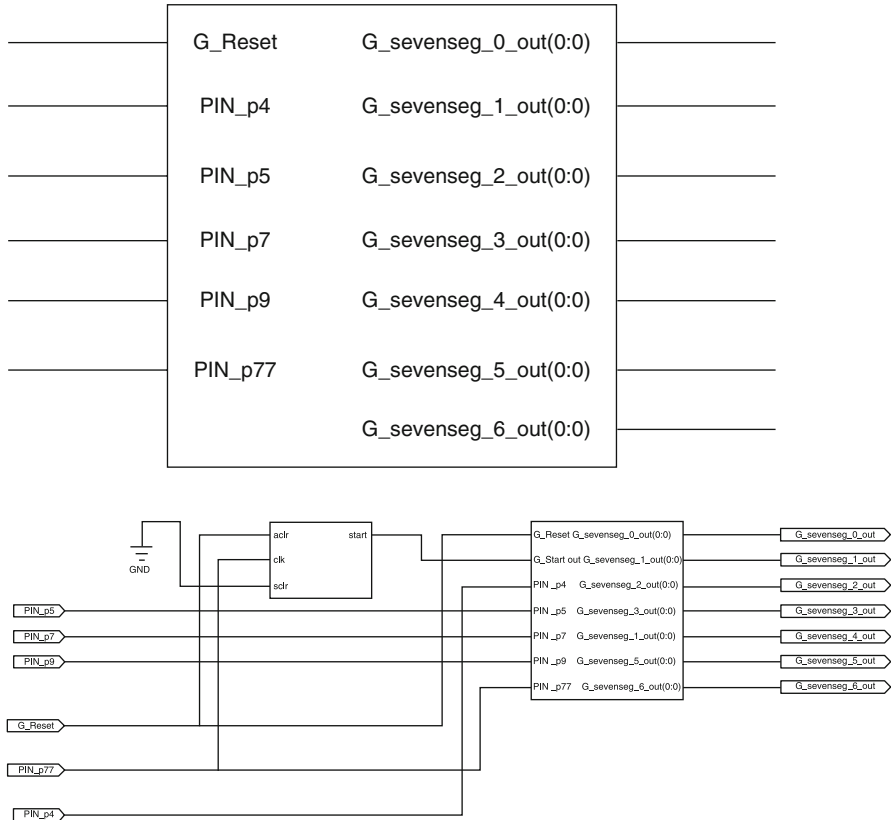 G_Reset G_sevenseg_0_out(0:0)
PIN_p4 G_sevenseg_1_out(0:0)
PIN_p5 G_sevenseg_2_out(0:0)
PIN_p7 G_sevenseg_3_out(0:0)
PIN_p9 G_sevenseg_4_out(0:0)
PIN_p77 G_sevenseg_5_out(0:0)
G_sevenseg_6_out(0:0)
aclr start
clk
sclr
GND
G_Reset G_sevenseg_0_out(0:0)
G_Start out G_sevenseg_1_out(0:0)
PIN _p4 G_sevenseg_2_out(0:0)
PIN _p5 G_sevenseg_3_out(0:0)
PIN _p7 G_sevenseg_1_out(0:0)
PIN _p9 G_sevenseg_5_out(0:0)
PIN _p77 G_sevenseg_6_out(0:0)
G_sevenseg_0_out
G_sevenseg_1_out
G_sevenseg_2_out
G_sevenseg_3_out
G_sevenseg_4_out
G_sevenseg_5_out
G_sevenseg_6_out
PIN_p5
PIN_p7
PIN_p9
G_Reset
PIN_p77
PIN_p4